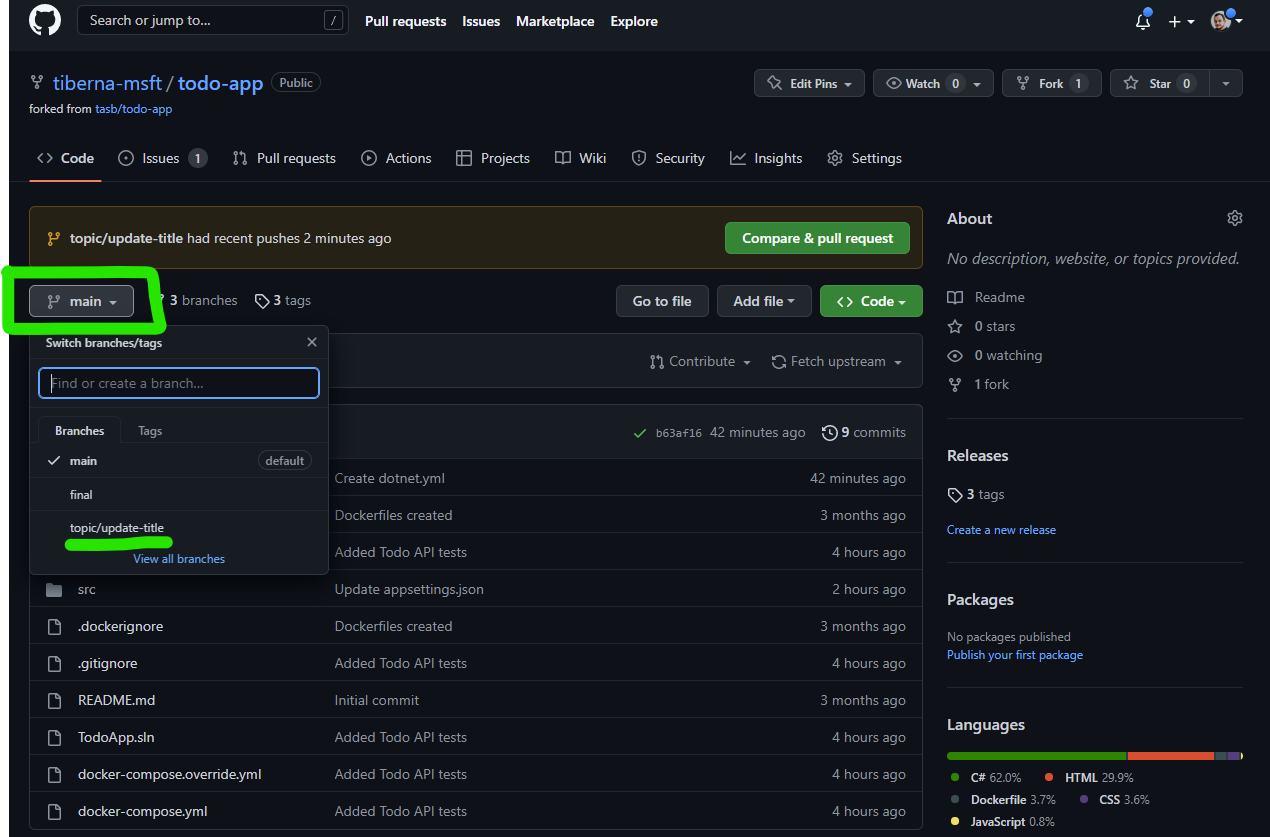 Search or jump to... /
Pull requests Issues Marketplace Explore
tiberna-msft / todo-app Public
forked from tasb/todo-app
Edit Pins Watch 0 Fork 1 Star 0
Code Issues 1 Pull requests Actions Projects Wiki Security Insights Settings
topic/update-title had recent pushes 2 minutes ago Compare & pull request
main 3 branches 3 tags Go to file Add file Code
Switch branches/tags
Find or create a branch...
Branches Tags
main default
final
topic/update-title
View all branches
Contribute Fetch upstream
b63af16 42 minutes ago 9 commits
Create dotnet.yml 42 minutes ago
Dockerfiles created 3 months ago
Added Todo API tests 4 hours ago
src Update appsettings.json 2 hours ago
.dockerignore Dockerfiles created 3 months ago
.gitignore Added Todo API tests 4 hours ago
README.md Initial commit 3 months ago
TodoApp.sln Added Todo API tests 4 hours ago
docker-compose.override.yml Added Todo API tests 4 hours ago
docker-compose.yml Added Todo API tests 4 hours ago
About
No description, website, or topics provided.
Readme
0 stars
0 watching
1 fork
Releases
3 tags
Create a new release
Packages
No packages published
Publish your first package
Languages
C# 62.0% HTML 29.9%
Dockerfile 3.7% CSS 3.6%
JavaScript 0.8%